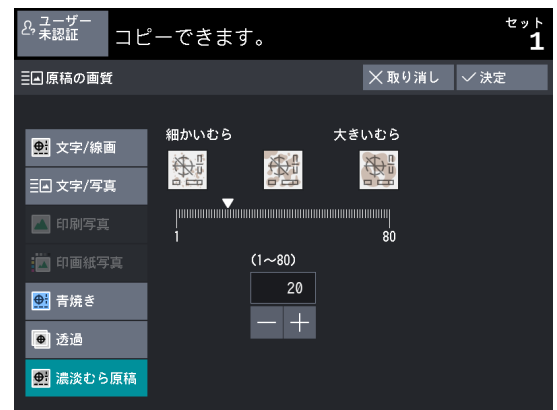 ユーザー
未認証
コピーできます。
セット
1
原稿の画質
取り消し
決定
文字/線画
文字/写真
印刷写真
印画紙写真
青焼き
透過
濃淡むら原稿
細かいむら
大きいむら
1
80
(1〜80)
20